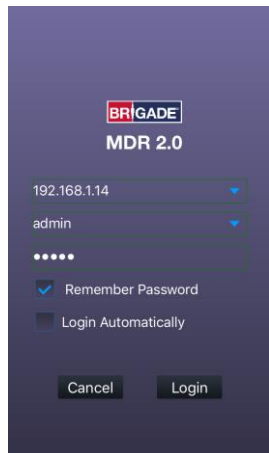 BRIGADE
MDR 2.0
192.168.1.14
admin
•••••
Remember Password
Login Automatically
Cancel Login